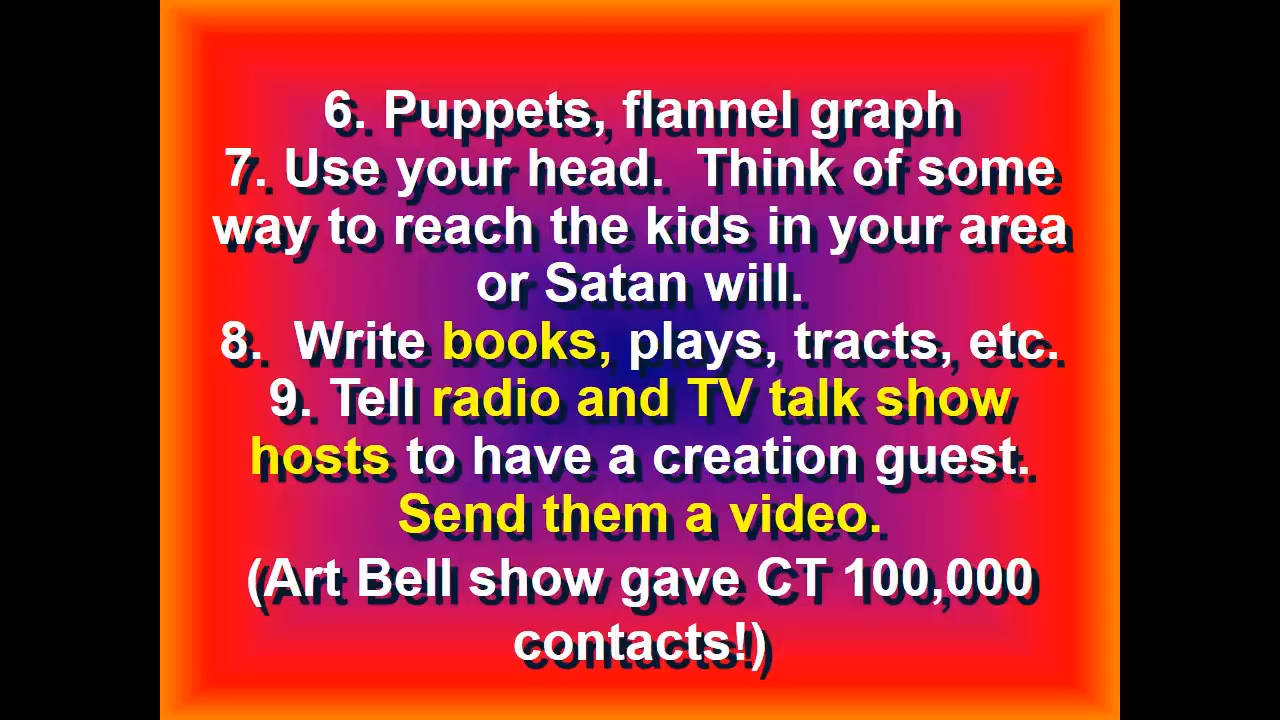 6. Puppets, flannel graph
7. Use your head.  Think of some
way to reach the kids in your area
or Satan will.
8.  Write books, plays, tracts, etc.
9. Tell radio and TV talk show
hosts to have a creation guest.
Send them a video.
(Art Bell show gave CT 100,000
contacts!)